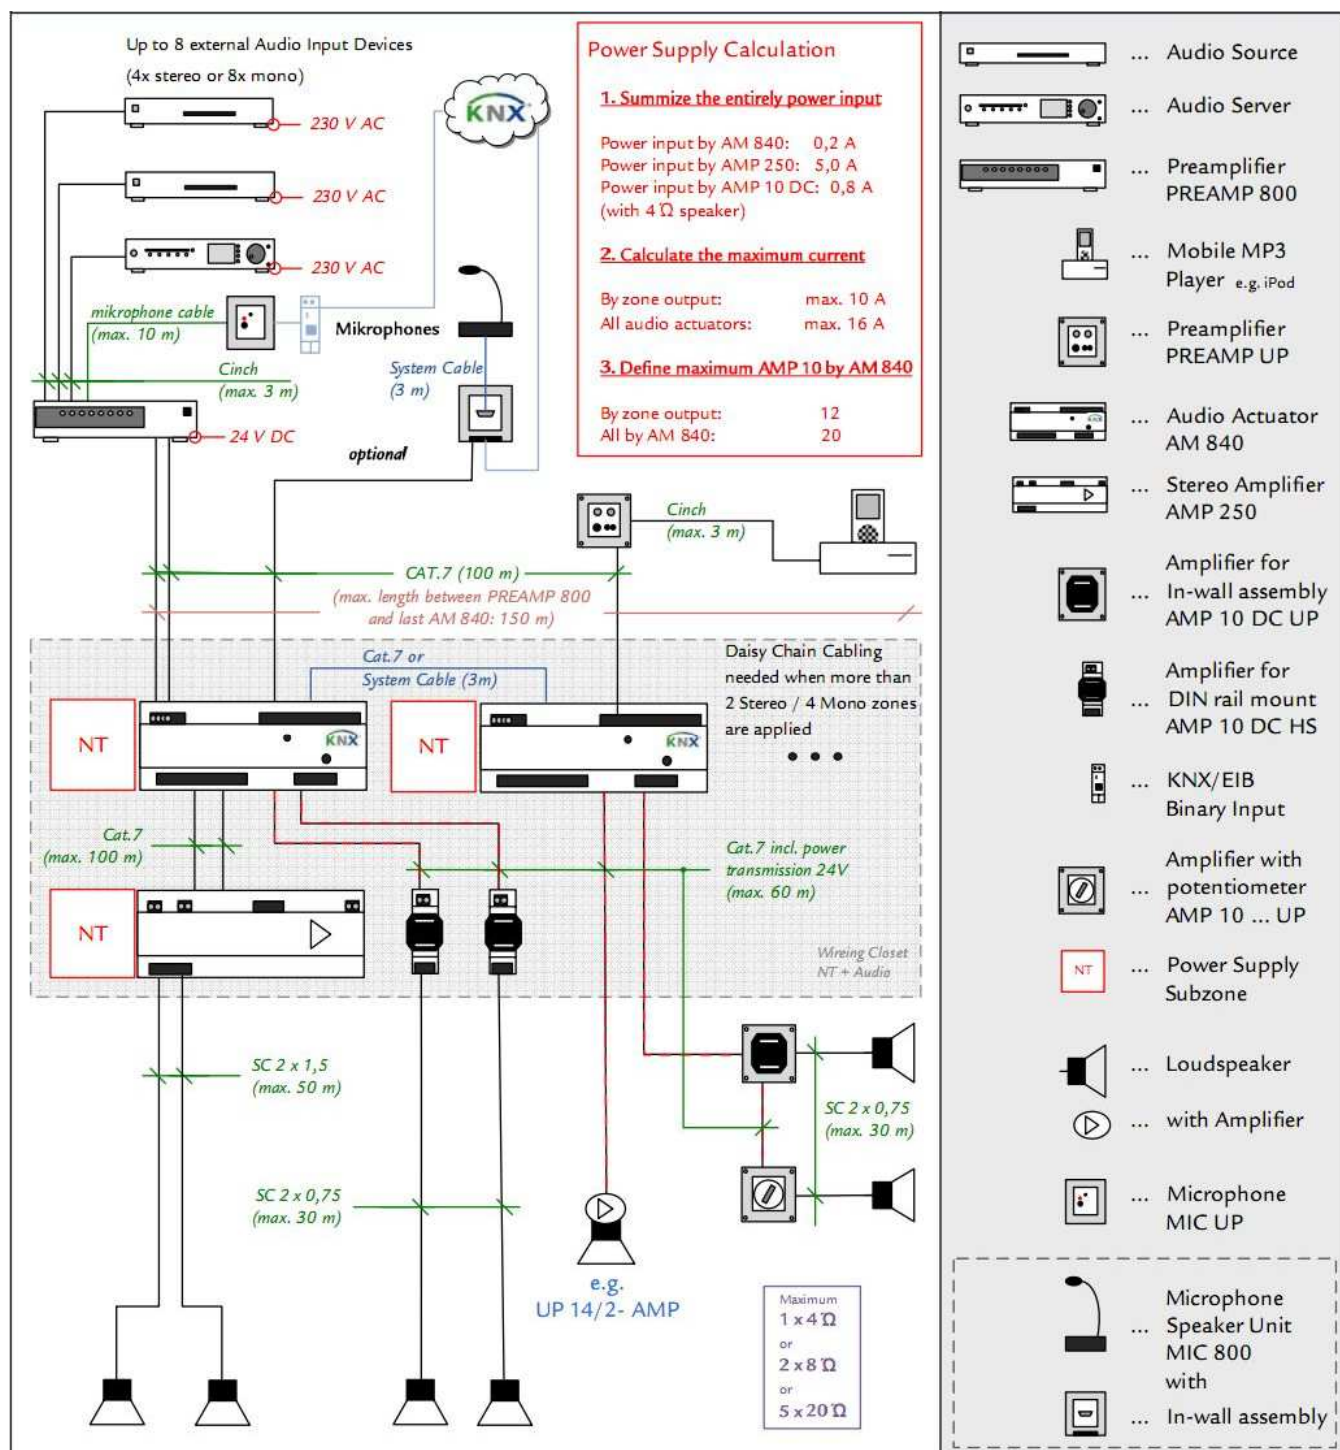 Up to 8 external Audio Input Devices
(4x stereo or 8x mono)
230 V AC
230 V AC
230 V AC
KNX
mikrophone cable
(max. 10 m)
Mikrophones
Cinch
(max. 3 m)
System Cable
(3 m)
24 V DC
optional
Power Supply Calculation
1. Summize the entirely power input
Power input by AM 840: 0,2 A
Power input by AMP 250: 5,0 A
Power input by AMP 10 DC: 0,8 A
(with 4 Ω speaker)
2. Calculate the maximum current
By zone output: max. 10 A
All audio actuators: max. 16 A
3. Define maximum AMP 10 by AM 840
By zone output: 12
All by AM 840: 20
Cinch
(max. 3 m)
CAT.7 (100 m)
(max. length between PREAMP 800
and last AM 840: 150 m)
Cat.7 or
System Cable (3m)
Daisy Chain Cabling
needed when more than
2 Stereo / 4 Mono zones
are applied
NT
KNX
NT
KNX
Cat.7
(max. 100 m)
Cat.7 incl. power
transmission 24V
(max. 60 m)
NT
Wireing Closet
NT + Audio
SC 2 x 1,5
(max. 50 m)
SC 2 x 0,75
(max. 30 m)
SC 2 x 0,75
(max. 30 m)
e.g.
UP 14/2- AMP
Maximum
1 x 4 Ω
or
2 x 8 Ω
or
5 x 20 Ω
... Audio Source
... Audio Server
... Preamplifier
PREAMP 800
... Mobile MP3
Player e.g. iPod
... Preamplifier
PREAMP UP
KNX
... Audio Actuator
AM 840
... Stereo Amplifier
AMP 250
Amplifier for
... In-wall assembly
AMP 10 DC UP
Amplifier for
... DIN rail mount
AMP 10 DC HS
... KNX/EIB
Binary Input
Amplifier with
... potentiometer
AMP 10 ... UP
NT
... Power Supply
Subzone
... Loudspeaker
... with Amplifier
... Microphone
MIC UP
Microphone
... Speaker Unit
MIC 800
with
... In-wall assembly